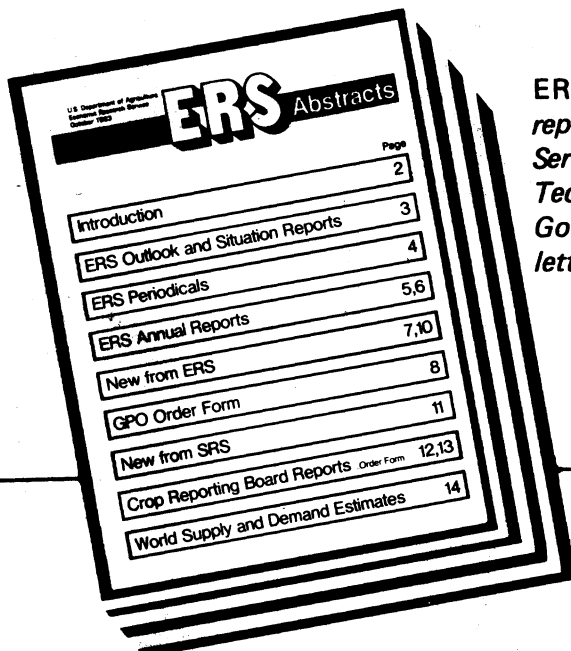 U.S. Department of Agriculture
Economic Research Service
October 1983
ERS Abstracts
Page
Introduction 2
ERS Outlook and Situation Reports 3
ERS Periodicals 4
ERS Annual Reports 5,6
New from ERS 7,10
GPO Order Form 8
New from SRS 11
Crop Reporting Board Reports Order Form 12,13
World Supply and Demand Estimates 14
ER
rep
Ser
Tec
Go
lett